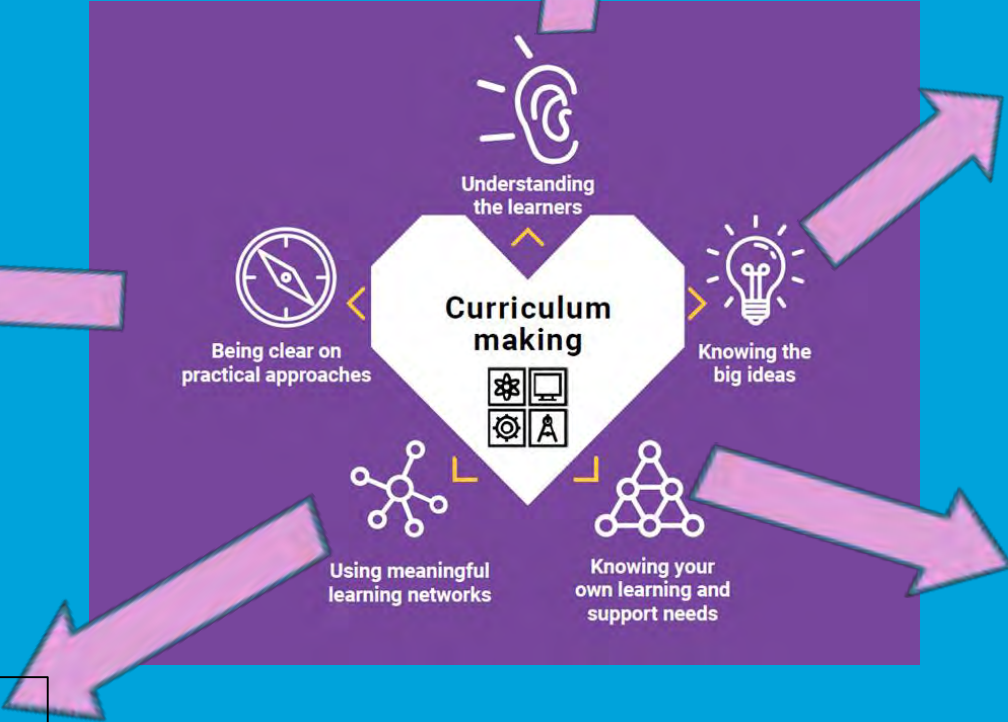 Understanding
the learners
Curriculum
making
Being clear on
practical approaches
Knowing the
big ideas
Using meaningful
learning networks
Knowing your
own learning and
support needs